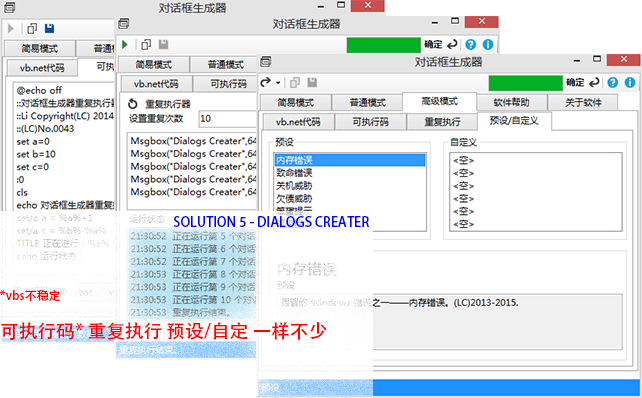 对话框生成器
简易模式 普通模
vb.net代码 可执
@echo off
::对话框生成器重复执行器
::Li Copyright(LC) 2014
::(LC)No.0043
set a=0
set b=10
set c=0
:0
cls
echo 对话框生成器重复
set/a a = %a%+1
set/a c = %b%-%a%
TITLE 正在进行
echo 运行状态
*vbs不稳定
对话框生成器
确定
简易模式 普通模
vb.net代码 可执行码
重复执行器
设置重复次数 10
Msgbox("Dialogs Creater",64
Msgbox("Dialogs Creater",64
Msgbox("Dialogs Creater",64
Msgbox("Dialogs Creater",64
Msgbox("Dialogs Creater",64
运行状态
21:30:52 正在运行第 5 个对话
21:30:52 正在运行第 6 个对话
21:30:52 正在运行第 7 个对话
21:30:53 正在运行第 8 个对话
21:30:53 正在运行第 9 个对话
21:30:53 正在运行第 10 个对话
21:30:53 重复执行结束。
重复执行结束。
对话框生成器
确定
简易模式 普通模式 高级模式 软件帮助 关于软件
vb.net代码 可执行码 重复执行 预设/自定义
预设 自定义
内存错误 <空>
致命错误 <空>
关机威胁 <空>
欠债威胁 <空>
<空>
<空>
SOLUTION 5 - DIALOGS CREATER
内存错误
预设
Windows 错误之一——内存错误。(LC)2013-2015.
预设
可执行码* 重复执行 预设/自定 一样不少